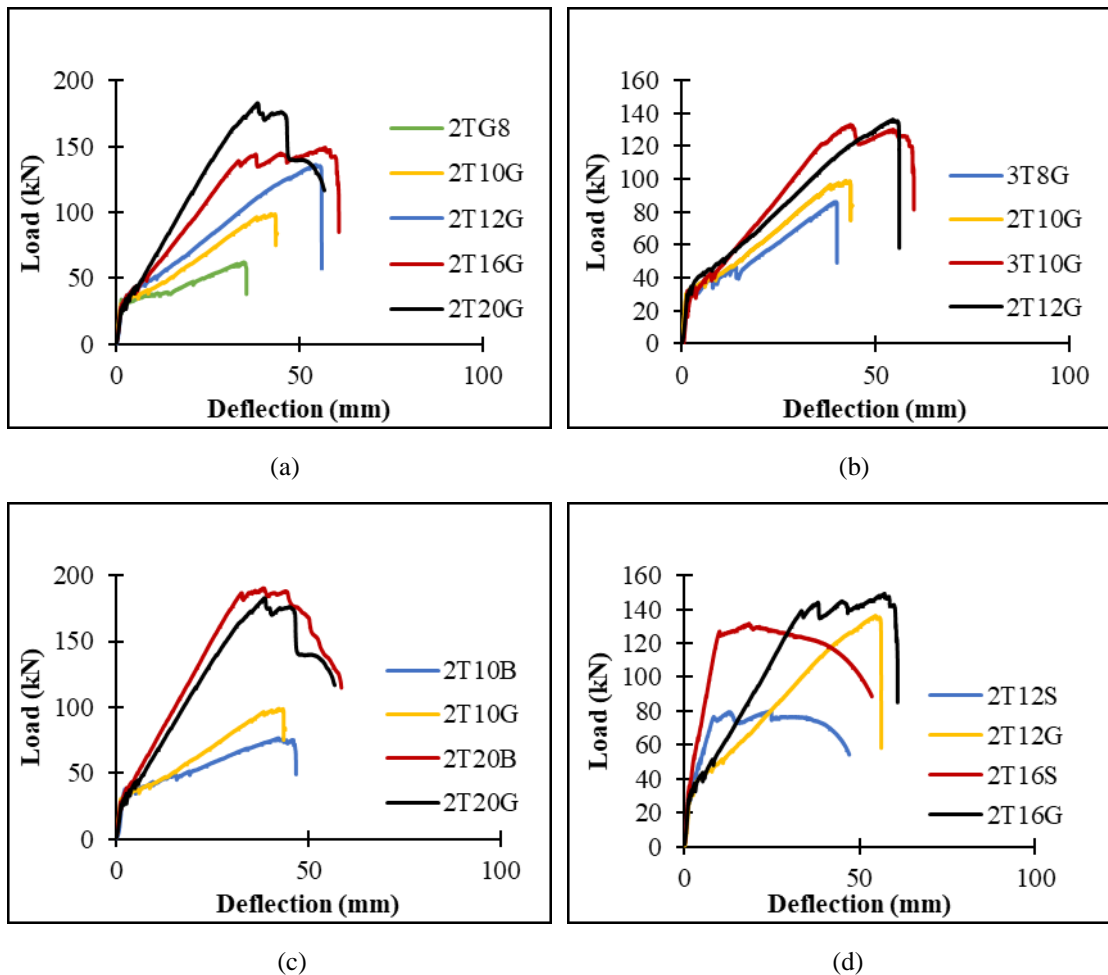 200
150
100
50
0
0 50 100
Load (kN)
Deflection (mm)
2TG8
2T10G
2T12G
2T16G
2T20G
(a)
160
140
120
100
80
60
40
20
0
0 50 100
Load (kN)
Deflection (mm)
3T8G
2T10G
3T10G
2T12G
(b)
200
150
100
50
0
0 50 100
Load (kN)
Deflection (mm)
2T10B
2T10G
2T20B
2T20G
(c)
160
140
120
100
80
60
40
20
0
0 50 100
Load (kN)
Deflection (mm)
2T12S
2T12G
2T16S
2T16G
(d)